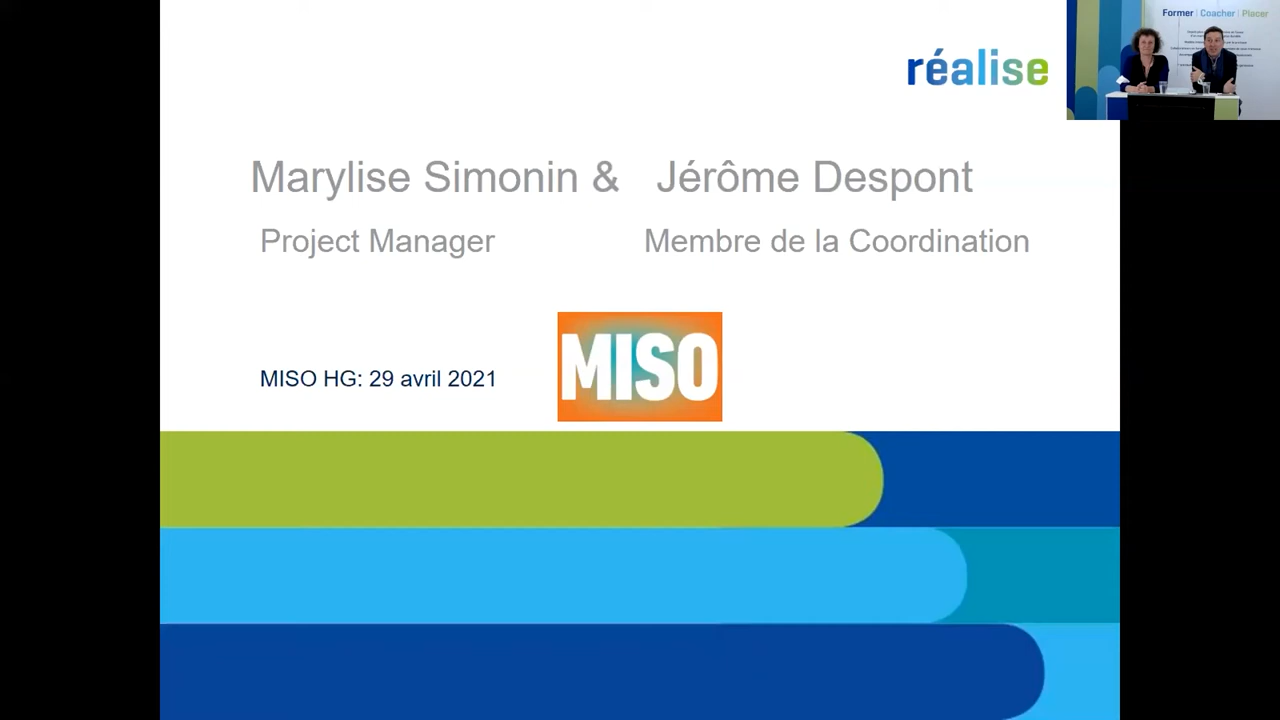 réalise
Former | Coacher | Placer
Marylise Simonin & Jérôme Despont
Project Manager Membre de la Coordination
MISO
MISO HG: 29 avril 2021